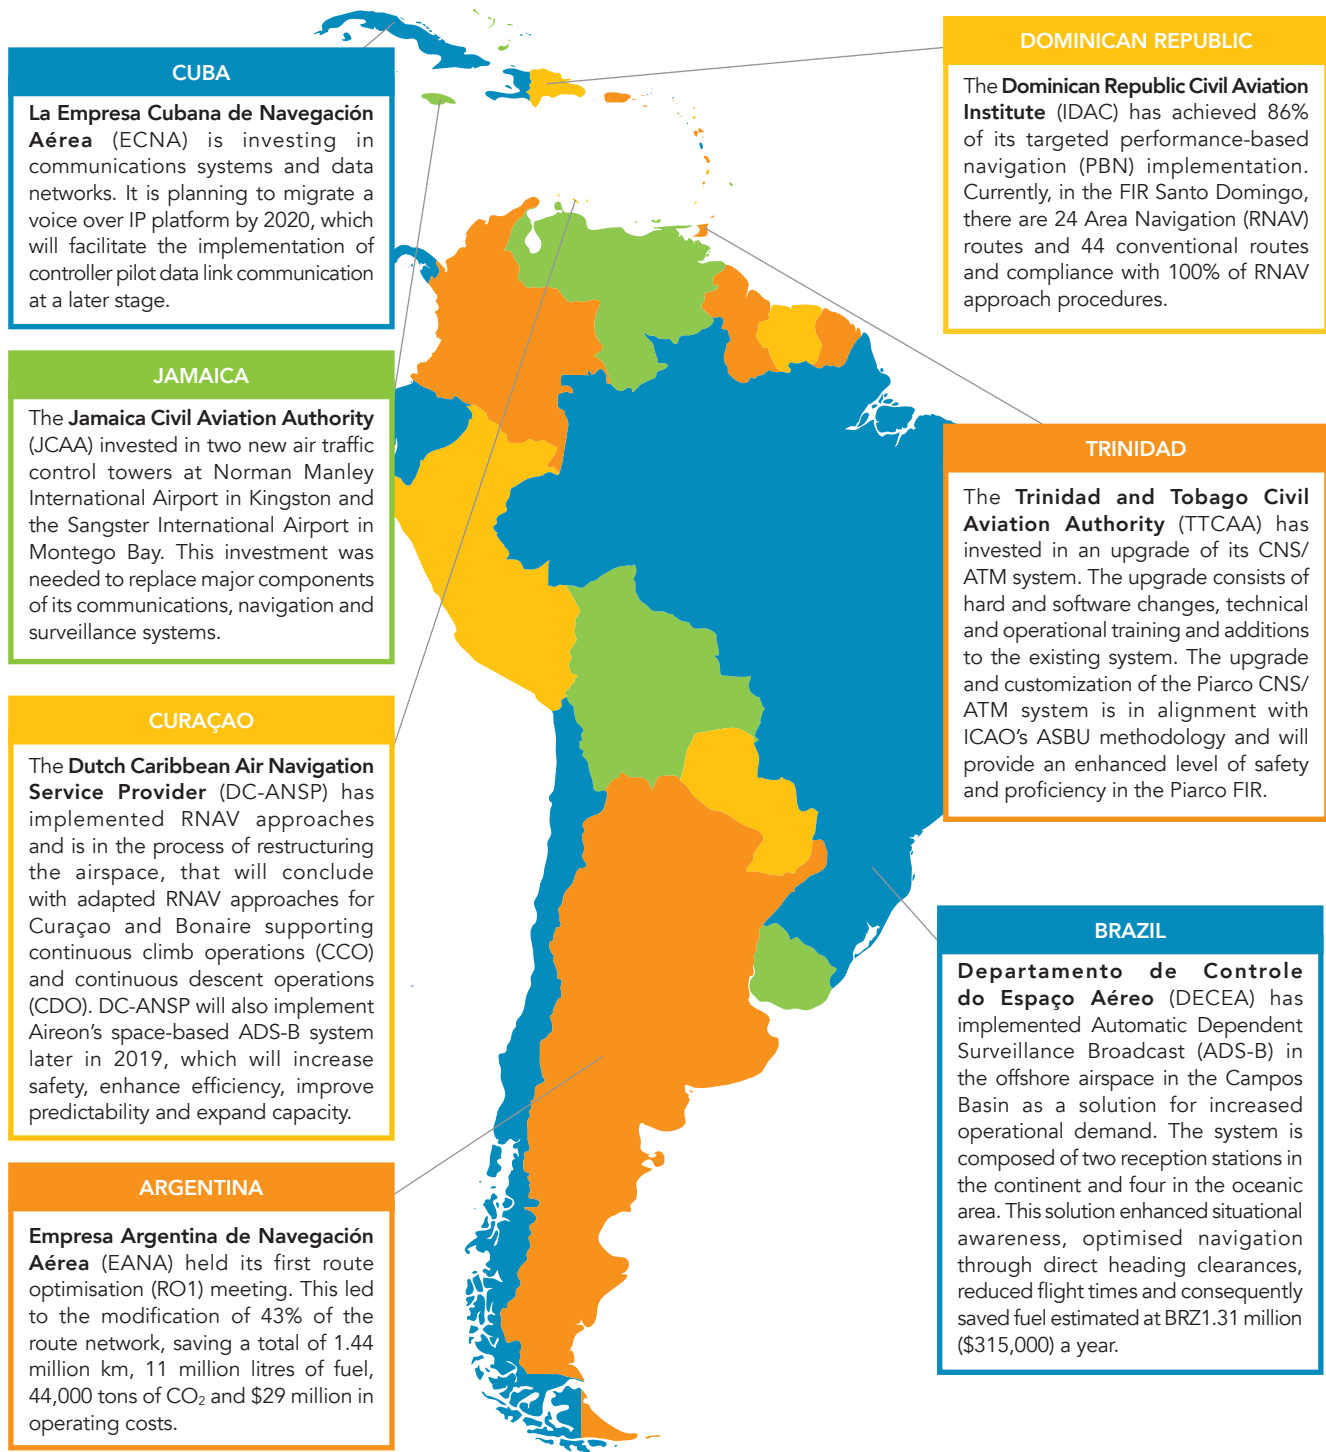 CUBA
La Empresa Cubana de Navegación
Aérea (ECNA) is investing in
communications systems and data
networks. It is planning to migrate a
voice over IP platform by 2020, which
will facilitate the implementation of
controller pilot data link communication
at a later stage.
JAMAICA
The Jamaica Civil Aviation Authority
(JCAA) invested in two new air traffic
control towers at Norman Manley
International Airport in Kingston and
the Sangster International Airport in
Montego Bay. This investment was
needed to replace major components
of its communications, navigation and
surveillance systems.
CURAÇAO
The Dutch Caribbean Air Navigation
Service Provider (DC-ANSP) has
implemented RNAV approaches
and is in the process of restructuring
the airspace, that will conclude
with adapted RNAV approaches for
Curaçao and Bonaire supporting
continuous climb operations (CCO)
and continuous descent operations
(CDO). DC-ANSP will also implement
Aireon's space-based ADS-B system
later in 2019, which will increase
safety, enhance efficiency, improve
predictability and expand capacity.
ARGENTINA
Empresa Argentina de Navegación
Aérea (EANA) held its first route
optimisation (RO1) meeting. This led
to the modification of 43% of the
route network, saving a total of 1.44
million km, 11 million litres of fuel,
44,000 tons of CO₂ and $29 million in
operating costs.
DOMINICAN REPUBLIC
The Dominican Republic Civil Aviation
Institute (IDAC) has achieved 86%
of its targeted performance-based
navigation (PBN) implementation.
Currently, in the FIR Santo Domingo,
there are 24 Area Navigation (RNAV)
routes and 44 conventional routes
and compliance with 100% of RNAV
approach procedures.
TRINIDAD
The Trinidad and Tobago Civil
Aviation Authority (TTCAA) has
invested in an upgrade of its CNS/
ATM system. The upgrade consists of
hard and software changes, technical
and operational training and additions
to the existing system. The upgrade
and customization of the Piarco CNS/
ATM system is in alignment with
ICAO's ASBU methodology and will
provide an enhanced level of safety
and proficiency in the Piarco FIR.
BRAZIL
Departamento de Controle
do Espaço Aéreo (DECEA) has
implemented Automatic Dependent
Surveillance Broadcast (ADS-B) in
the offshore airspace in the Campos
Basin as a solution for increased
operational demand. The system is
composed of two reception stations in
the continent and four in the oceanic
area. This solution enhanced situational
awareness, optimised navigation
through direct heading clearances,
reduced flight times and consequently
saved fuel estimated at BRZ1.31 million
($315,000) a year.